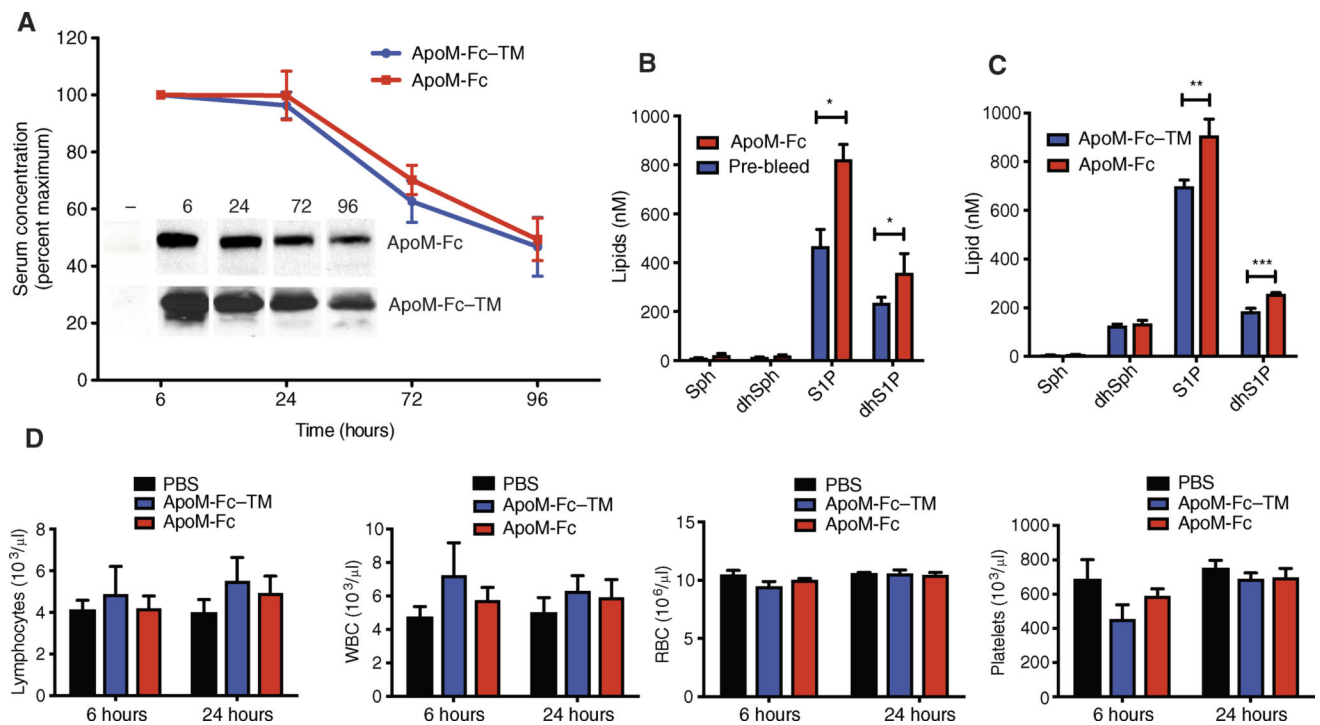 A
120
100
80
60
40
20
0
Serum concentration
(percent maximum)
ApoM-Fc–TM
ApoM-Fc
– 6 24 72 96
ApoM-Fc
ApoM-Fc–TM
6 24 72 96
Time (hours)
B
1000
800
600
400
200
0
Lipids (nM)
ApoM-Fc
Pre-bleed
*
*
Sph dhSph S1P dhS1P
C
1000
800
600
400
200
0
Lipid (nM)
ApoM-Fc–TM
ApoM-Fc
**
***
Sph dhSph S1P dhS1P
D
PBS
ApoM-Fc–TM
ApoM-Fc
Lymphocytes (10³/µl)
8
6
4
2
0
6 hours 24 hours
PBS
ApoM-Fc–TM
ApoM-Fc
WBC (10³/µl)
10
8
6
4
2
0
6 hours 24 hours
PBS
ApoM-Fc–TM
ApoM-Fc
RBC (10⁶/µl)
15
10
5
0
6 hours 24 hours
PBS
ApoM-Fc–TM
ApoM-Fc
Platelets (10³/µl)
1000
800
600
400
200
0
6 hours 24 hours